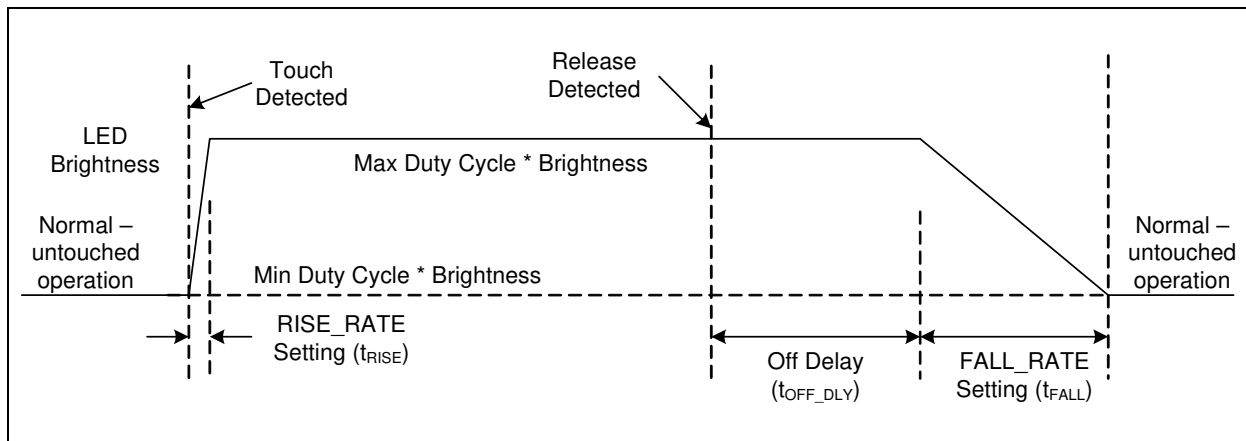 Touch
Detected
Release
Detected
LED
Brightness
Max Duty Cycle * Brightness
Normal –
untouched
operation
Min Duty Cycle * Brightness
Normal –
untouched
operation
RISE_RATE
Setting (tRISE)
Off Delay
(tOFF_DLY)
FALL_RATE
Setting (tFALL)